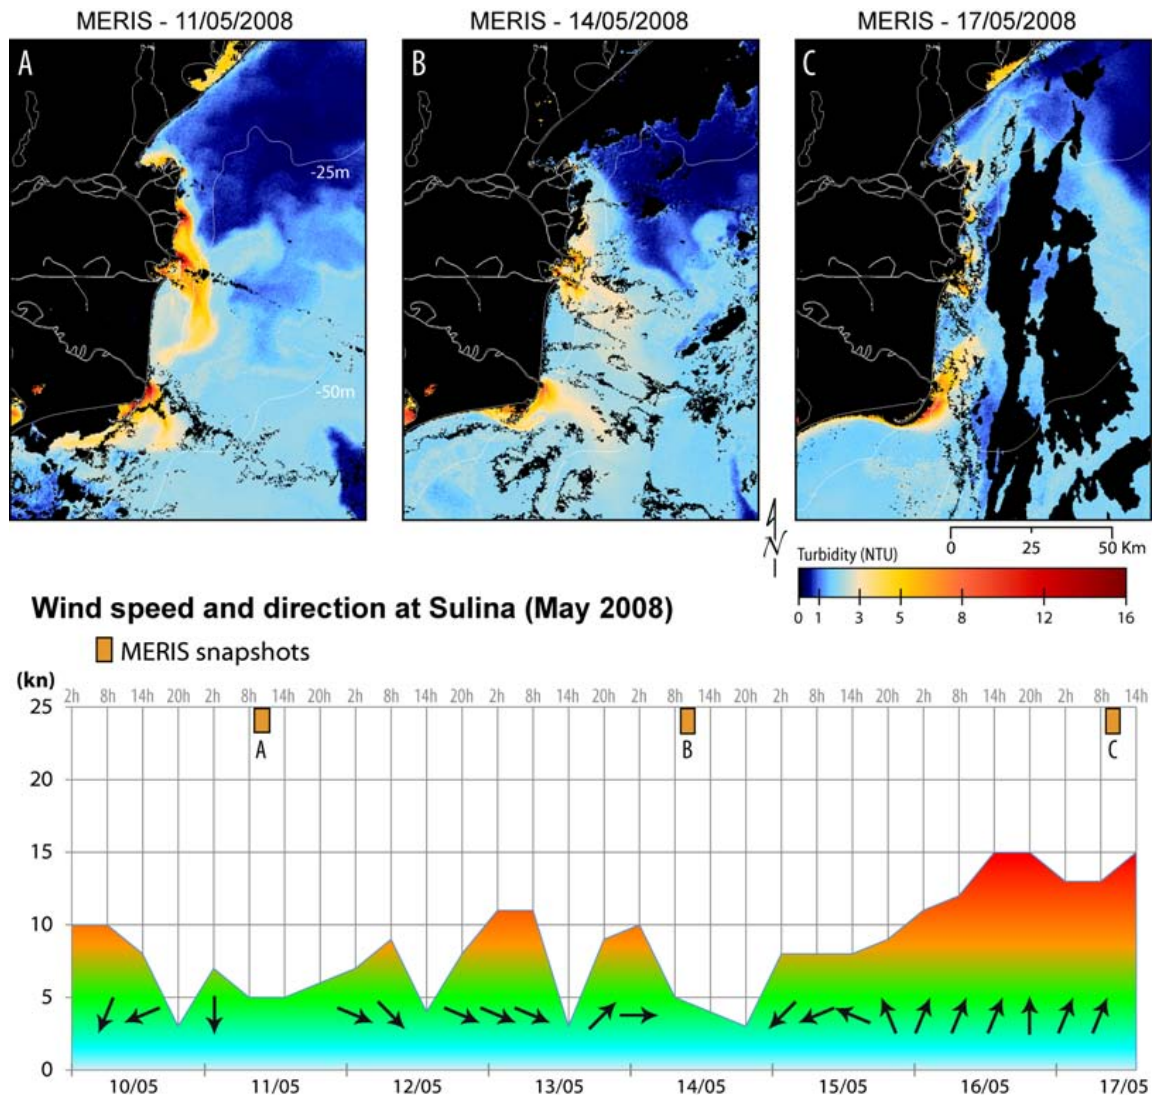 MERIS - 11/05/2008 MERIS - 14/05/2008 MERIS - 17/05/2008
A B C
-25m
-50m
N
0 25 50 Km
Turbidity (NTU)
0 1 3 5 8 12 16
Wind speed and direction at Sulina (May 2008)
MERIS snapshots
(kn)
2h 8h 14h 20h 2h 8h 14h 20h 2h 8h 14h 20h 2h 8h 14h 20h 2h 8h 14h 20h 2h 8h 14h 20h 2h 8h 14h 20h 2h 8h 14h
25
A B C
20
15
10
5
0
10/05 11/05 12/05 13/05 14/05 15/05 16/05 17/05